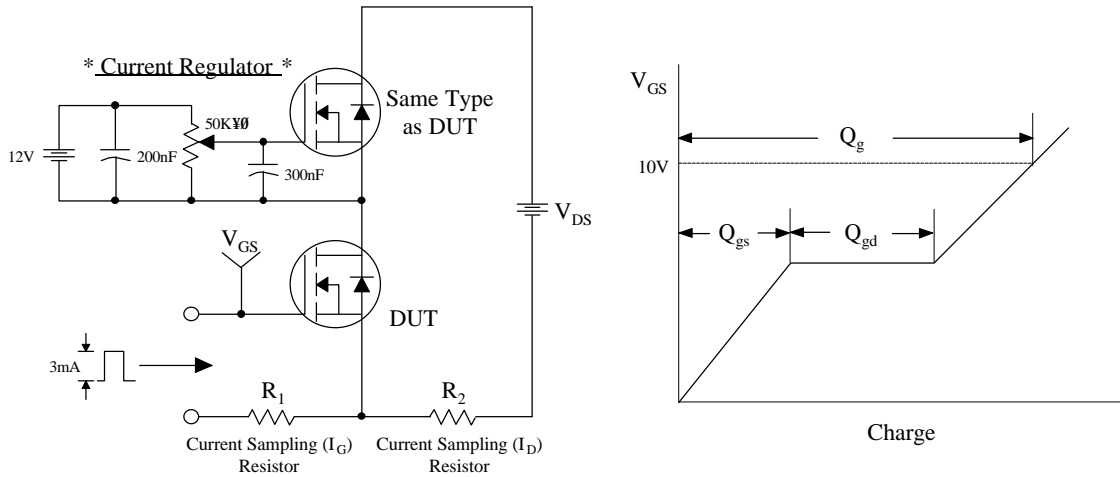 * Current Regulator *
Same Type
as DUT
50K¥Ø
12V
200nF
300nF
V_DS
V_GS
DUT
3mA
R_1
R_2
Current Sampling (I_G)
Resistor
Current Sampling (I_D)
Resistor
V_GS
Q_g
10V
Q_gs
Q_gd
Charge